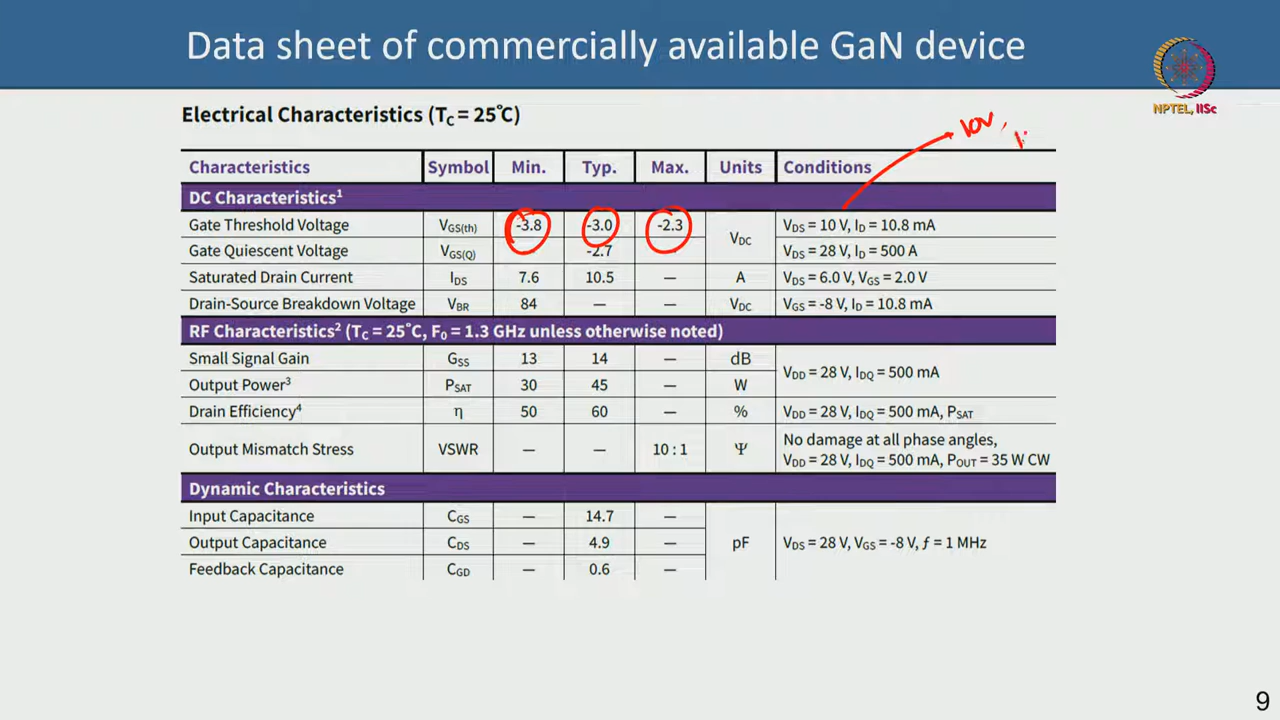 Data sheet of commercially available GaN device
NPTEL, IISc
Electrical Characteristics (TC = 25˚C)
10V,
Characteristics Symbol Min. Typ. Max. Units Conditions
DC Characteristics1
Gate Threshold Voltage VGS(th) -3.8 -3.0 -2.3 VDC VDS = 10 V, ID = 10.8 mA
Gate Quiescent Voltage VGS(Q) -2.7 VDS = 28 V, ID = 500 A
Saturated Drain Current IDS 7.6 10.5 — A VDS = 6.0 V, VGS = 2.0 V
Drain-Source Breakdown Voltage VBR 84 — — VDC VGS = -8 V, ID = 10.8 mA
RF Characteristics2 (TC = 25˚C, F0 = 1.3 GHz unless otherwise noted)
Small Signal Gain GSS 13 14 — dB VDD = 28 V, IDQ = 500 mA
Output Power3 PSAT 30 45 — W
Drain Efficiency4 η 50 60 — % VDD = 28 V, IDQ = 500 mA, PSAT
Output Mismatch Stress VSWR — — 10 : 1 Ψ No damage at all phase angles,
VDD = 28 V, IDQ = 500 mA, POUT = 35 W CW
Dynamic Characteristics
Input Capacitance CGS — 14.7 — pF VDS = 28 V, VGS = -8 V, ƒ = 1 MHz
Output Capacitance CDS — 4.9 —
Feedback Capacitance CGD — 0.6 —
9